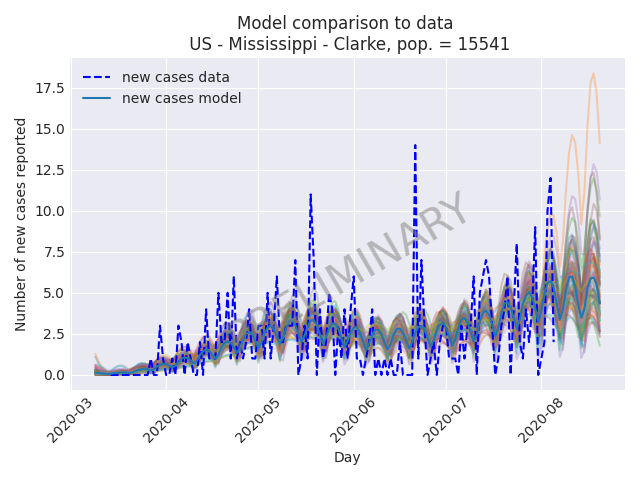 Model comparison to data
US - Mississippi - Clarke, pop. = 15541
new cases data
new cases model
PRELIMINARY
Number of new cases reported
17.5
15.0
12.5
10.0
7.5
5.0
2.5
0.0
2020-03
2020-04
2020-05
2020-06
2020-07
2020-08
Day